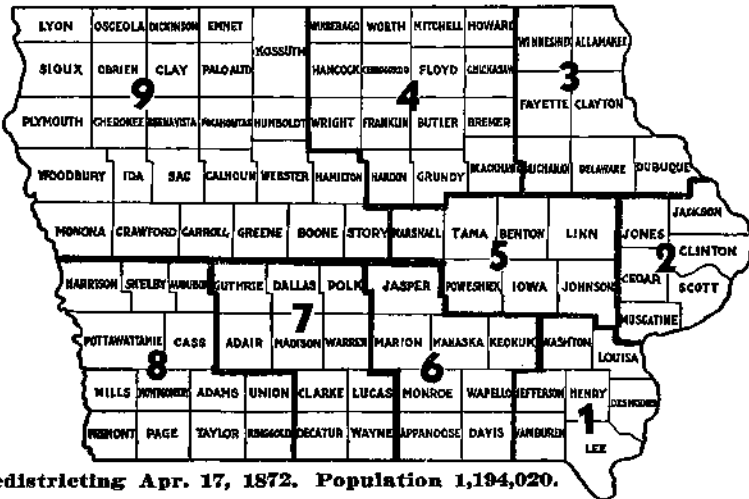 LYON OSCEOLA DICKINSON EMMET WINNEBAGO WORTH MITCHELL HOWARD
KOSSUTH WINNESHIEK ALLAMAKEE
SIOUX OBRIEN CLAY PALO ALTO HANCOCK CERRO GORDO FLOYD CHICKASAW
9 4 3
PLYMOUTH CHEROKEE BUENA VISTA POCAHONTAS HUMBOLDT WRIGHT FRANKLIN BUTLER BREMER FAYETTE CLAYTON
WOODBURY IDA SAC CALHOUN WEBSTER HAMILTON HARDIN GRUNDY BLACKHAWK BUCHANAN DELAWARE DUBUQUE
JACKSON
MONONA CRAWFORD CARROLL GREENE BOONE STORY MARSHALL TAMA BENTON LINN JONES
5 2 CLINTON
HARRISON SHELBY AUDUBON GUTHRIE DALLAS POLK JASPER POWESHIEK IOWA JOHNSON CEDAR SCOTT
7 MUSCATINE
POTTAWATTAMIE CASS ADAIR MADISON WARREN MARION MAHASKA KEOKUK WASHTON LOUISA
8 6
MILLS MONTGOMERY ADAMS UNION CLARKE LUCAS MONROE WAPELLO JEFFERSON HENRY DESMOINES
1
FREMONT PAGE TAYLOR RINGGOLD DECATUR WAYNE APPANOOSE DAVIS VANBUREN LEE
edistricting Apr. 17, 1872. Population 1,194,020.